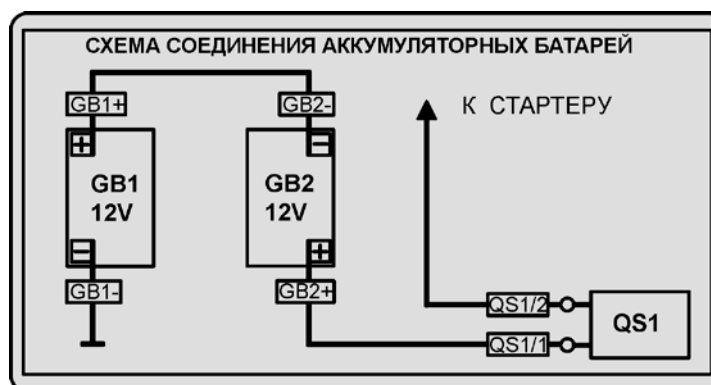 СХЕМА СОЕДИНЕНИЯ АККУМУЛЯТОРНЫХ БАТАРЕЙ
GB1+
GB2-
К СТАРТЕРУ
+
-
GB1
12V
GB2
12V
-
+
GB1-
GB2+
QS1/2
QS1/1
QS1